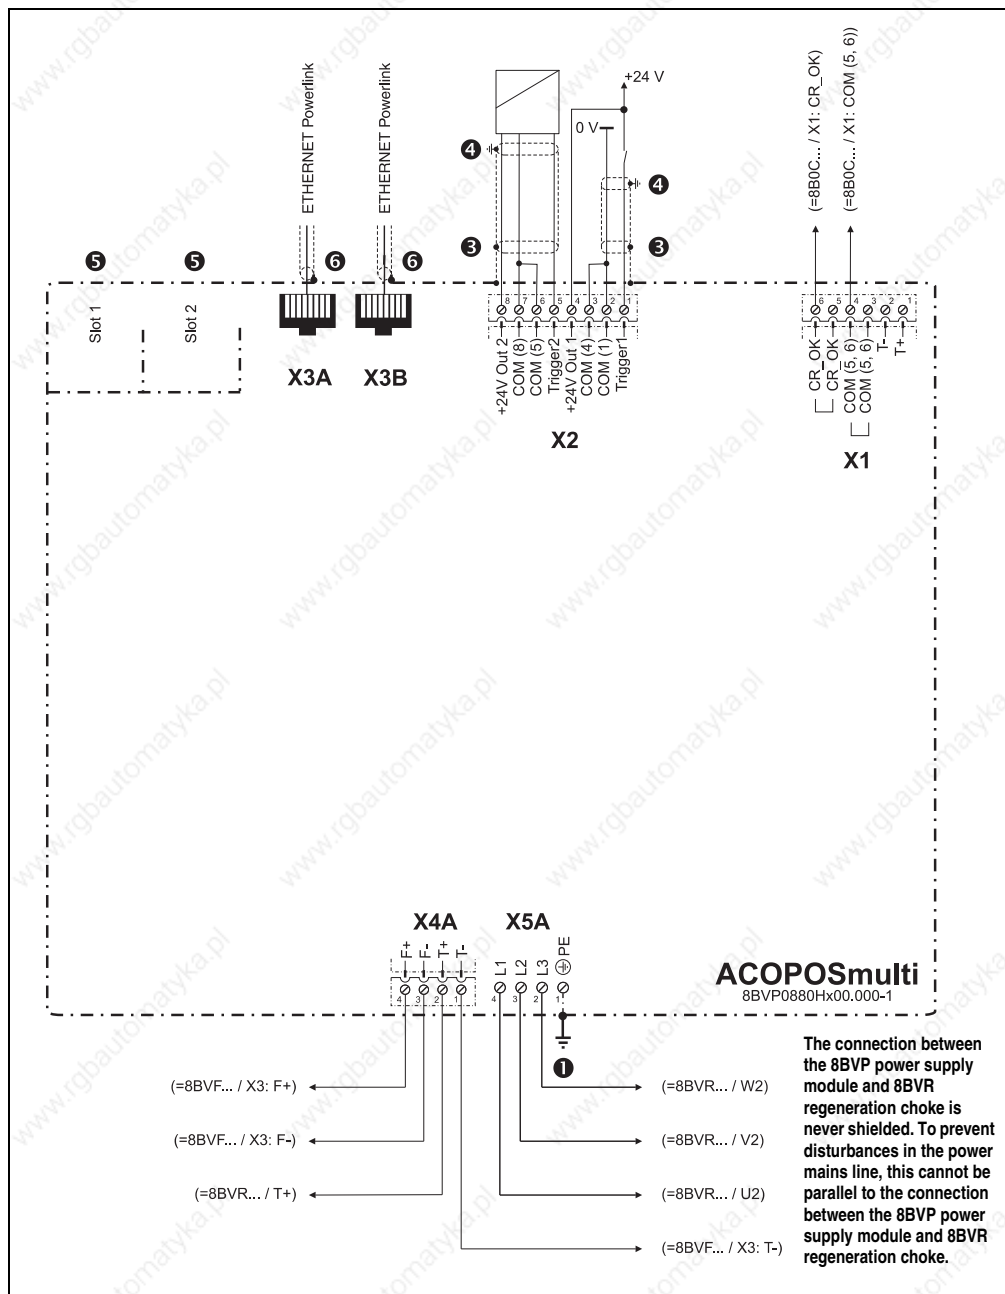 ETHERNET Powerlink
ETHERNET Powerlink
+24 V
0 V
(=8B0C... / X1: CR_OK)
(=8B0C... / X1: COM (5, 6))
4
4
3
3
5
5
6
6
Slot 1
Slot 2
X3A
X3B
8 7 6 5 4 3 2 1
+24V Out 2
COM (8)
COM (5)
Trigger2
+24V Out 1
COM (4)
COM (1)
Trigger1
X2
6 5 4 3 2 1
CR_OK
CR_OK
COM (5, 6)
COM (5, 6)
T-
T+
X1
X4A
F+
F-
T+
T-
4 3 2 1
X5A
L1
L2
L3
PE
4 3 2 1
ACOPOSmulti
8BVP0880Hx00.000-1
1
(=8BVF... / X3: F+)
(=8BVF... / X3: F-)
(=8BVR... / T+)
(=8BVR... / W2)
(=8BVR... / V2)
(=8BVR... / U2)
(=8BVF... / X3: T-)
The connection between
the 8BVP power supply
module and 8BVR
regeneration choke is
never shielded. To prevent
disturbances in the power
mains line, this cannot be
parallel to the connection
between the 8BVP power
supply module and 8BVR
regeneration choke.
www.rgbautomatyka.pl